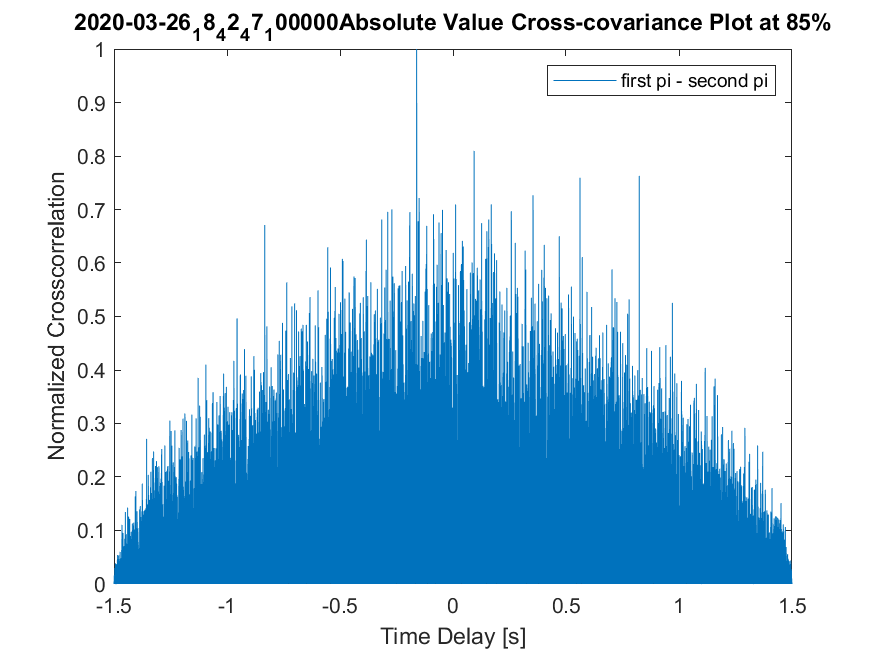 2020-03-26₁8₄2₄7₁00000Absolute Value Cross-covariance Plot at 85%
1
first pi - second pi
0.9
0.8
0.7
0.6
0.5
0.4
0.3
0.2
0.1
0
Normalized Crosscorrelation
-1.5 -1 -0.5 0 0.5 1 1.5
Time Delay [s]